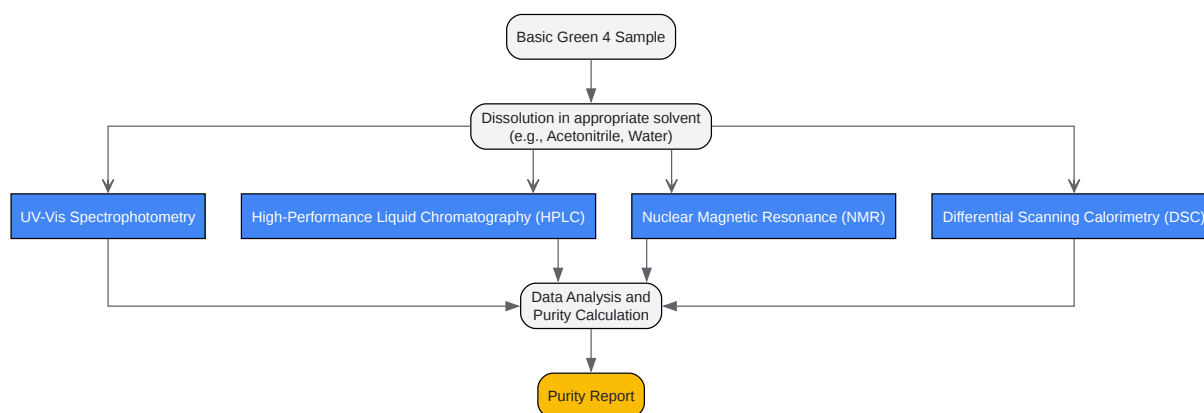 Basic Green 4 Sample
Dissolution in appropriate solvent
(e.g., Acetonitrile, Water)
UV-Vis Spectrophotometry
High-Performance Liquid Chromatography (HPLC)
Nuclear Magnetic Resonance (NMR)
Differential Scanning Calorimetry (DSC)
Data Analysis and
Purity Calculation
Purity Report